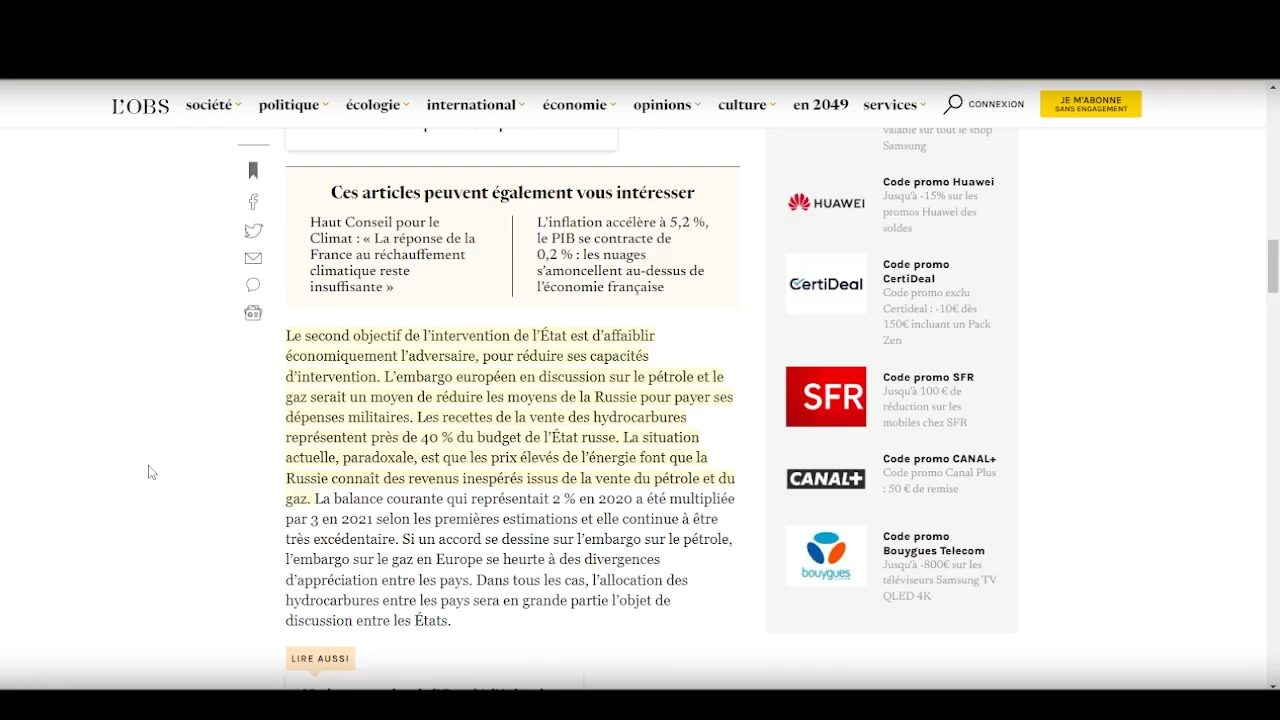 L'OBS société politique écologie international économie opinions culture en 2049 services CONNEXION JE M'ABONNE
SANS ENGAGEMENT
Ces articles peuvent également vous intéresser
Haut Conseil pour le
Climat : « La réponse de la
France au réchauffement
climatique reste
insuffisante »
L'inflation accélère à 5,2 %,
le PIB se contracte de
0,2 % : les nuages
s'amoncellent au-dessus de
l'économie française
Le second objectif de l'intervention de l'État est d'affaiblir
économiquement l'adversaire, pour réduire ses capacités
d'intervention. L'embargo européen en discussion sur le pétrole et le
gaz serait un moyen de réduire les moyens de la Russie pour payer ses
dépenses militaires. Les recettes de la vente des hydrocarbures
représentent près de 40 % du budget de l'État russe. La situation
actuelle, paradoxale, est que les prix élevés de l'énergie font que la
Russie connaît des revenus inespérés issus de la vente du pétrole et du
gaz. La balance courante qui représentait 2 % en 2020 a été multipliée
par 3 en 2021 selon les premières estimations et elle continue à être
très excédentaire. Si un accord se dessine sur l'embargo sur le pétrole,
l'embargo sur le gaz en Europe se heurte à des divergences
d'appréciation entre les pays. Dans tous les cas, l'allocation des
hydrocarbures entre les pays sera en grande partie l'objet de
discussion entre les États.
LIRE AUSSI
valable sur tout le shop
Samsung
HUAWEI
Code promo Huawei
Jusqu'à -15% sur les
promos Huawei des
soldes
CertiDeal
Code promo
CertiDeal
Code promo exclu
Certideal : -10€ dès
150€ incluant un Pack
Zen
SFR
Code promo SFR
Jusqu'à 100 € de
réduction sur les
mobiles chez SFR
CANAL+
Code promo CANAL+
Code promo Canal Plus
: 50 € de remise
bouygues
Code promo
Bouygues Telecom
Jusqu'à -800€ sur les
téléviseurs Samsung TV
QLED 4K